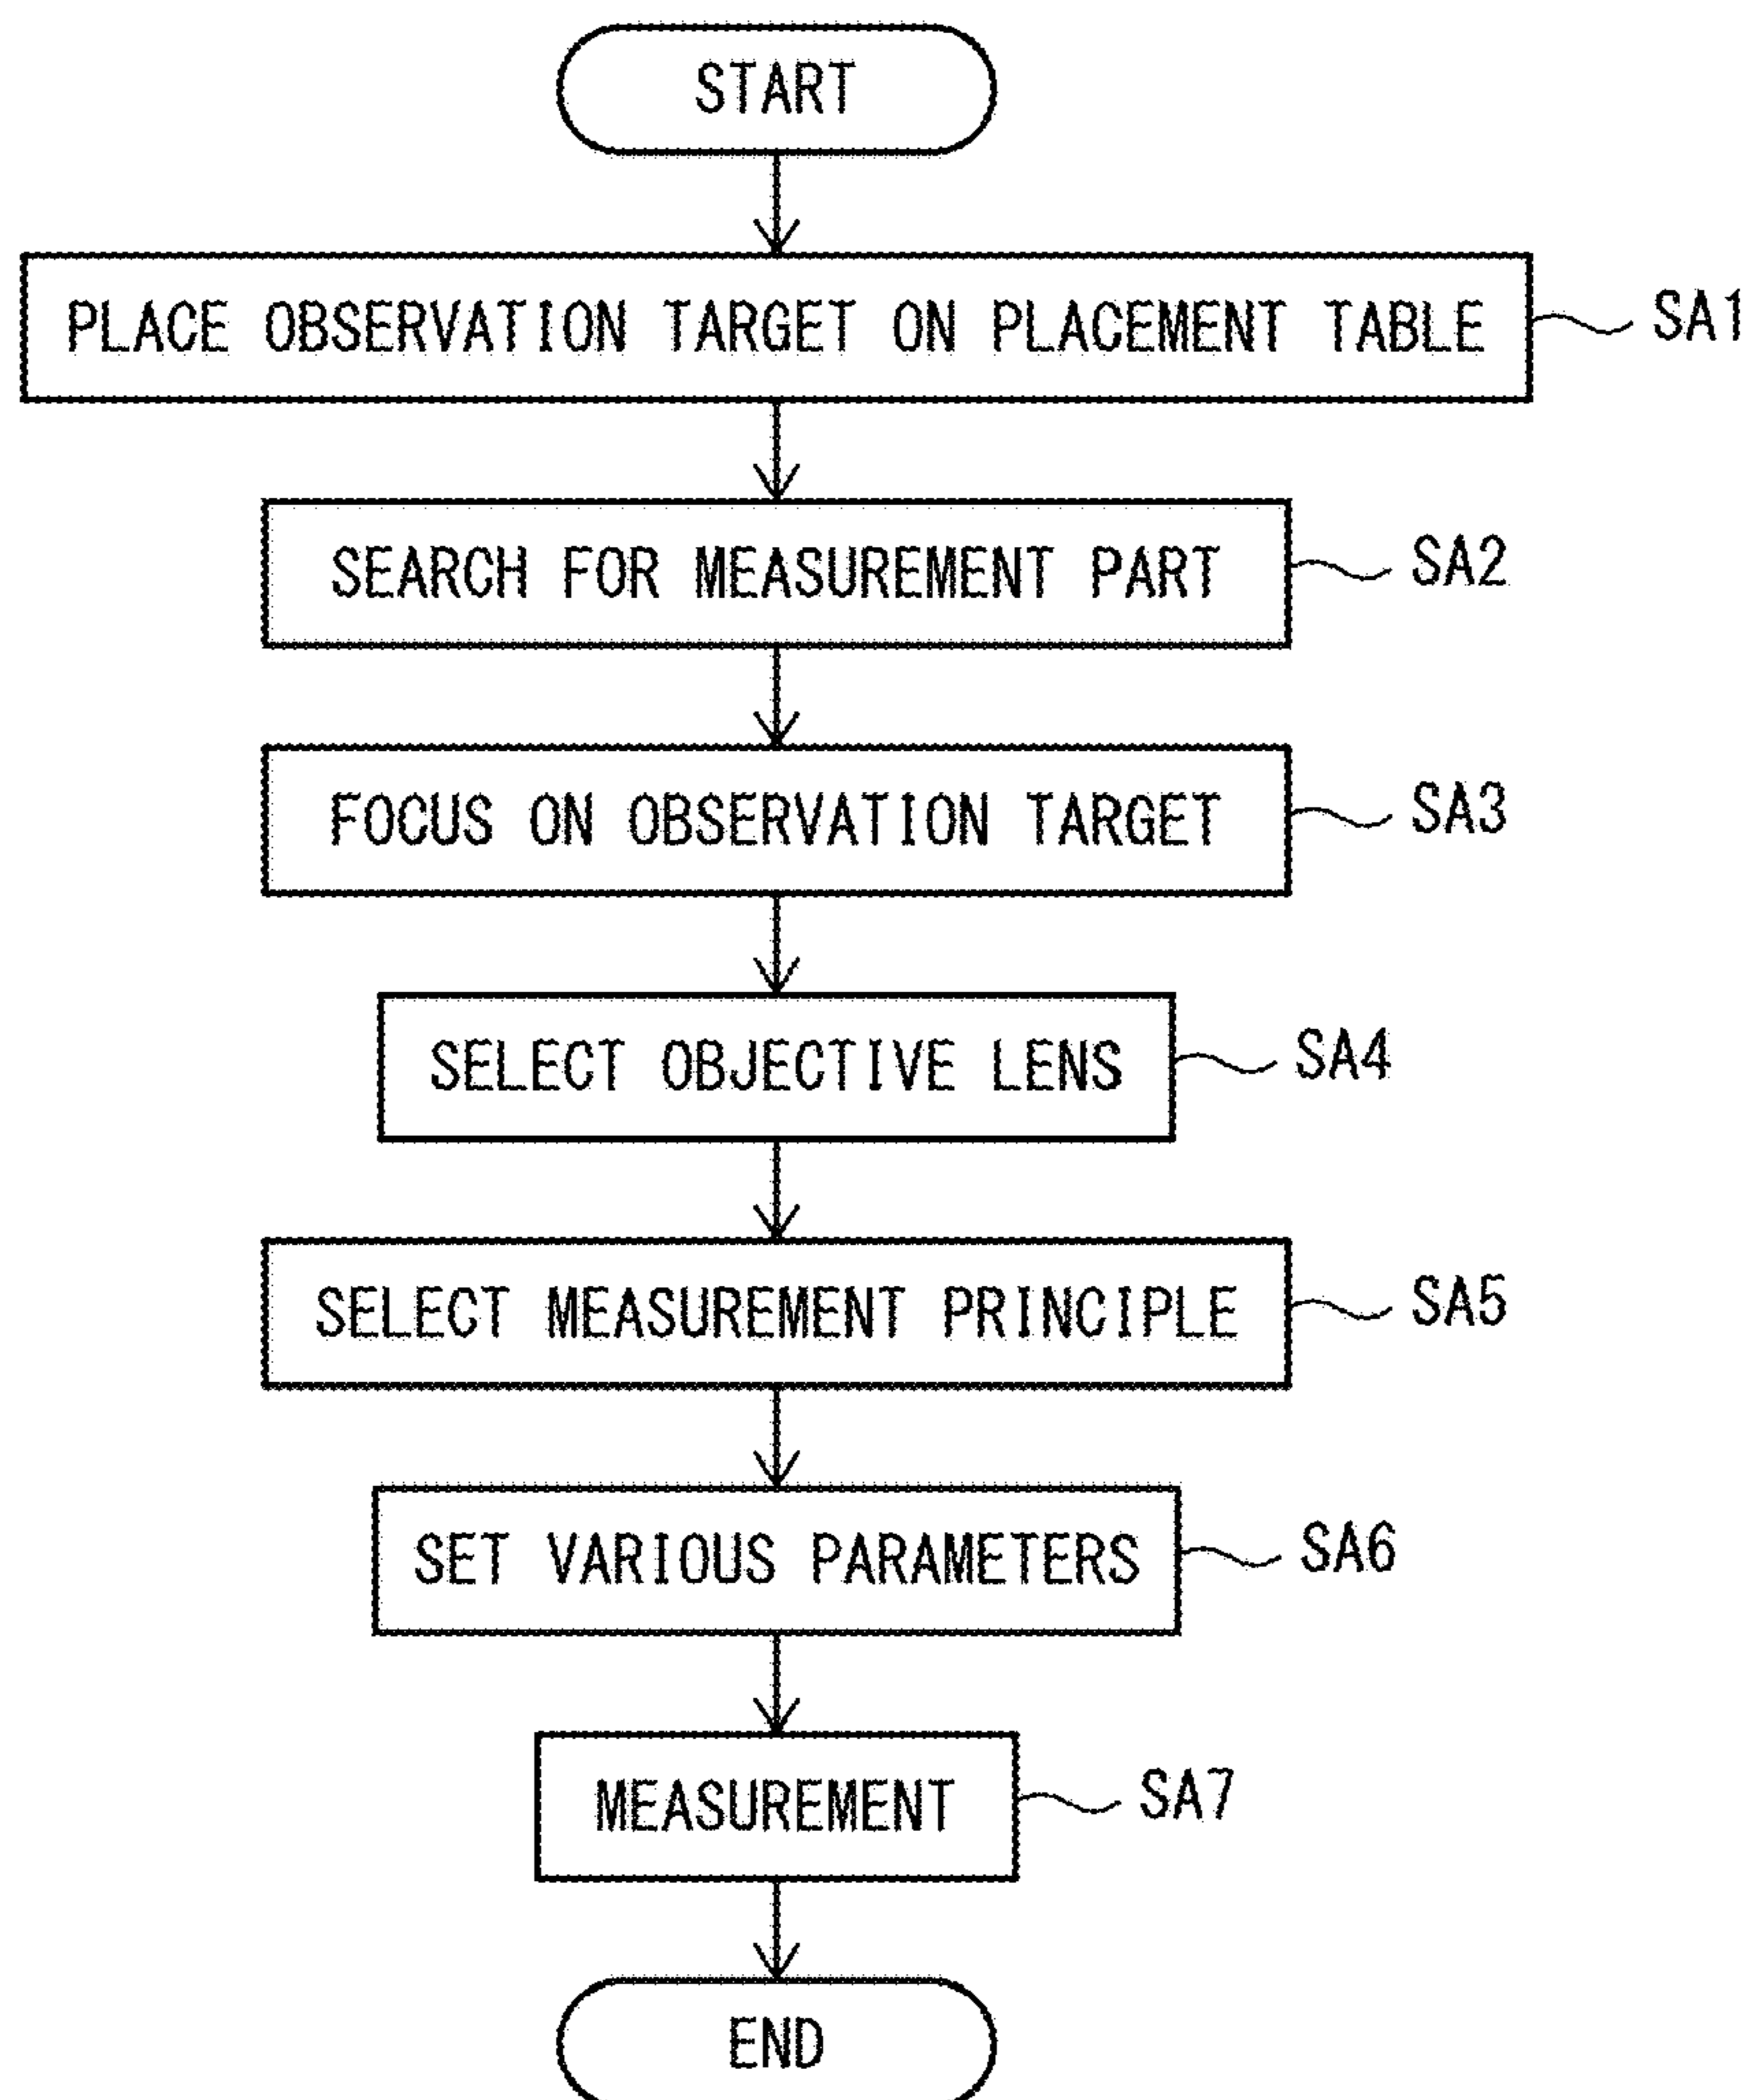 START
PLACE OBSERVATION TARGET ON PLACEMENT TABLE SA1
SEARCH FOR MEASUREMENT PART SA2
FOCUS ON OBSERVATION TARGET SA3
SELECT OBJECTIVE LENS SA4
SELECT MEASUREMENT PRINCIPLE SA5
SET VARIOUS PARAMETERS SA6
MEASUREMENT SA7
END